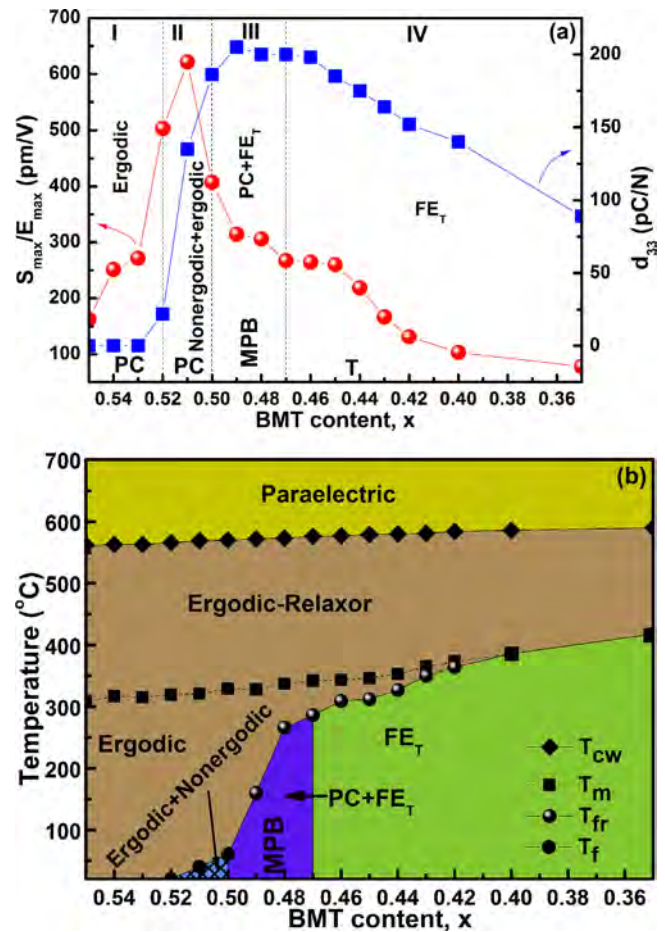 (a)
I II III IV
700
600
500
400
300
200
100
S_max/E_max (pm/V)
200
150
100
50
0
d_33 (pC/N)
Ergodic
Nonergodic+ergodic
PC+FE_T
FE_T
PC PC MPB T
0.54 0.52 0.50 0.48 0.46 0.44 0.42 0.40 0.38 0.36
BMT content, x
(b)
700
600
500
400
300
200
100
Temperature (°C)
Paraelectric
Ergodic-Relaxor
Ergodic
Ergodic+Nonergodic
FE_T
PC+FE_T
MPB
T_cw
T_m
T_fr
T_f
0.54 0.52 0.50 0.48 0.46 0.44 0.42 0.40 0.38 0.36
BMT content, x